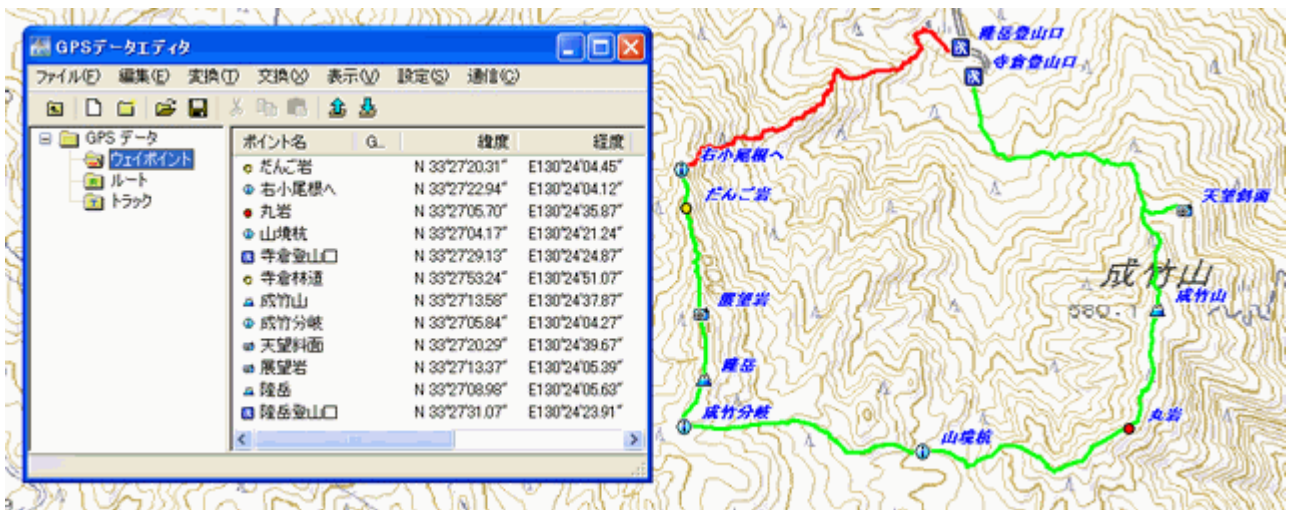 GPSデータエディタ
ファイル(F) 編集(E) 変換(T) 交換(X) 表示(V) 設定(S) 通信(C)
GPS データ
ウェイポイント
ルート
トラック
ポイント名 G... 緯度 経度
だんご岩 N 33°27'20.31" E130°24'04.45"
右小尾根へ N 33°27'22.94" E130°24'04.12"
丸岩 N 33°27'05.70" E130°24'35.87"
山境杭 N 33°27'04.17" E130°24'21.24"
寺倉登山口 N 33°27'29.13" E130°24'24.87"
寺倉林道 N 33°27'53.24" E130°24'51.07"
成竹山 N 33°27'13.58" E130°24'37.87"
成竹分岐 N 33°27'05.84" E130°24'04.27"
天望斜面 N 33°27'20.29" E130°24'39.67"
展望岩 N 33°27'13.37" E130°24'05.39"
隆岳 N 33°27'08.98" E130°24'05.63"
隆岳登山口 N 33°27'31.07" E130°24'23.91"
隆岳登山口
寺倉登山口
右小尾根へ
だんご岩
天望斜面
成竹山
展望岩
成竹山
580.1
隆岳
成竹分岐
丸岩
山境杭